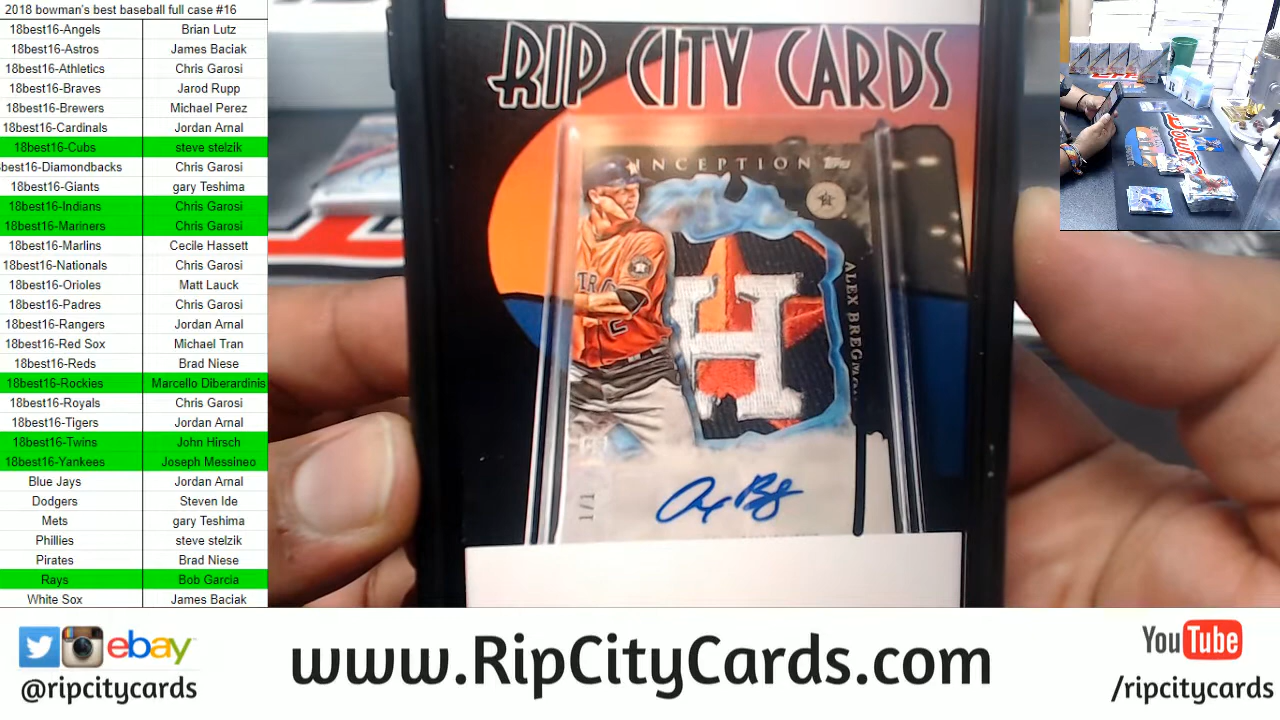 2018 bowman's best baseball full case #16
18best16-Angels Brian Lutz
18best16-Astros James Baciak
18best16-Athletics Chris Garosi
18best16-Braves Jarod Rupp
18best16-Brewers Michael Perez
18best16-Cardinals Jordan Arnal
18best16-Cubs steve stelzik
8best16-Diamondbacks Chris Garosi
18best16-Giants gary Teshima
18best16-Indians Chris Garosi
18best16-Mariners Chris Garosi
18best16-Marlins Cecile Hassett
18best16-Nationals Chris Garosi
18best16-Orioles Matt Lauck
18best16-Padres Chris Garosi
18best16-Rangers Jordan Arnal
18best16-Red Sox Michael Tran
18best16-Reds Brad Niese
18best16-Rockies Marcello Diberardinis
18best16-Royals Chris Garosi
18best16-Tigers Jordan Arnal
18best16-Twins John Hirsch
18best16-Yankees Joseph Messineo
Blue Jays Jordan Arnal
Dodgers Steven Ide
Mets gary Teshima
Phillies steve stelzik
Pirates Brad Niese
Rays Bob Garcia
White Sox James Baciak
RIP CITY CARDS
INCEPTION Topps
ALEX BREGMAN
H
2
1/1
ebay
@ripcitycards
www.RipCityCards.com
YouTube
/ripcitycards